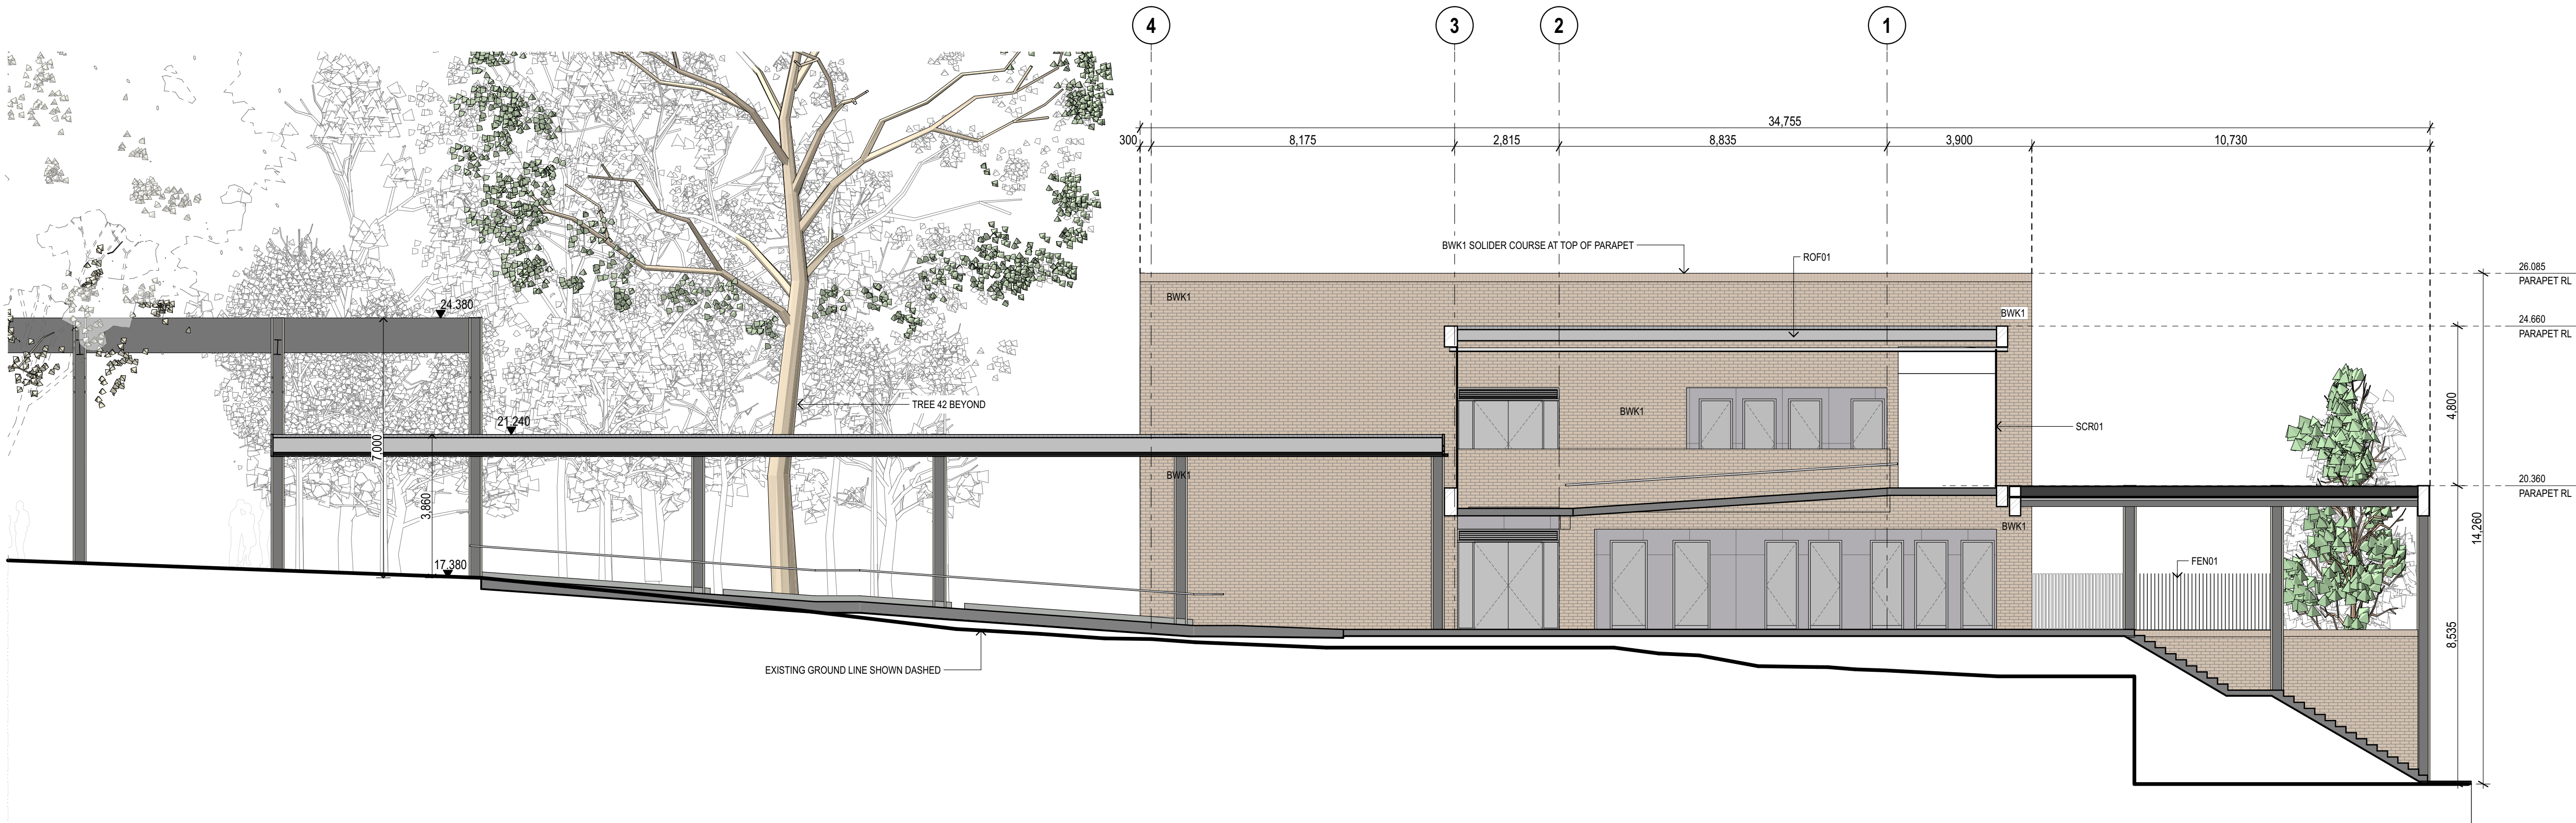 4
3
2
1
34,755
300
8,175
2,815
8,835
3,900
10,730
BWK1 SOLIDER COURSE AT TOP OF PARAPET
ROF01
26.085
PARAPET RL
BWK1
24.380
BWK1
24.660
PARAPET RL
TREE 42 BEYOND
BWK1
4,800
21.240
SCR01
7,000
BWK1
20.360
PARAPET RL
3,860
BWK1
14,260
17.380
FEN01
8,535
EXISTING GROUND LINE SHOWN DASHED